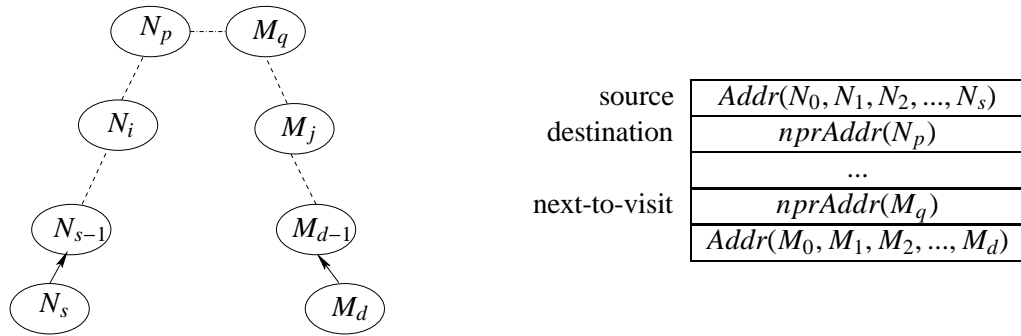 N_p M_q
N_i M_j
N_{s-1} M_{d-1}
N_s M_d
source Addr(N_0, N_1, N_2, ..., N_s)
destination nprAddr(N_p)
...
next-to-visit nprAddr(M_q)
Addr(M_0, M_1, M_2, ..., M_d)